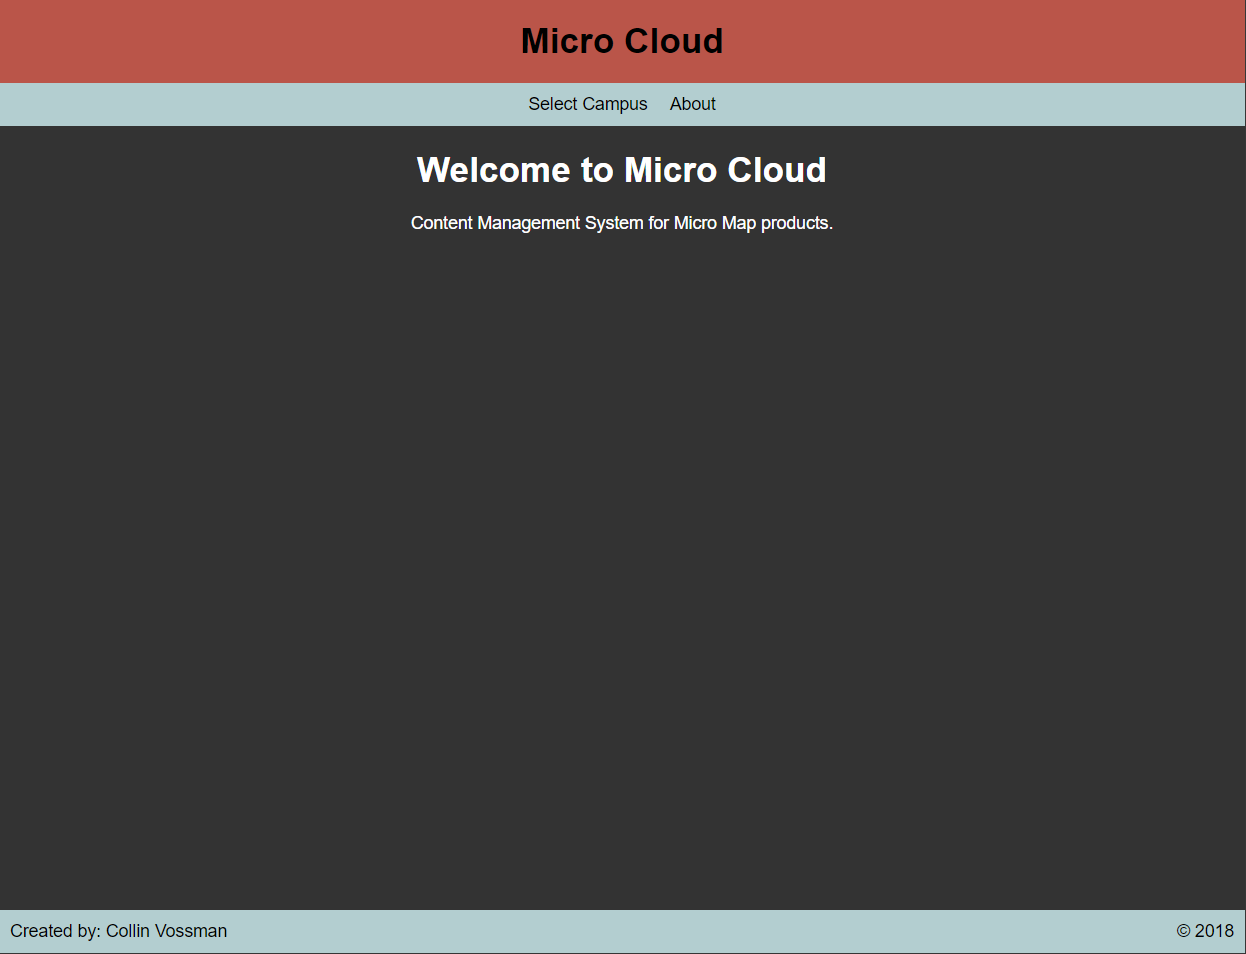 Micro Cloud
Select Campus About
Welcome to Micro Cloud
Content Management System for Micro Map products.
Created by: Collin Vossman © 2018